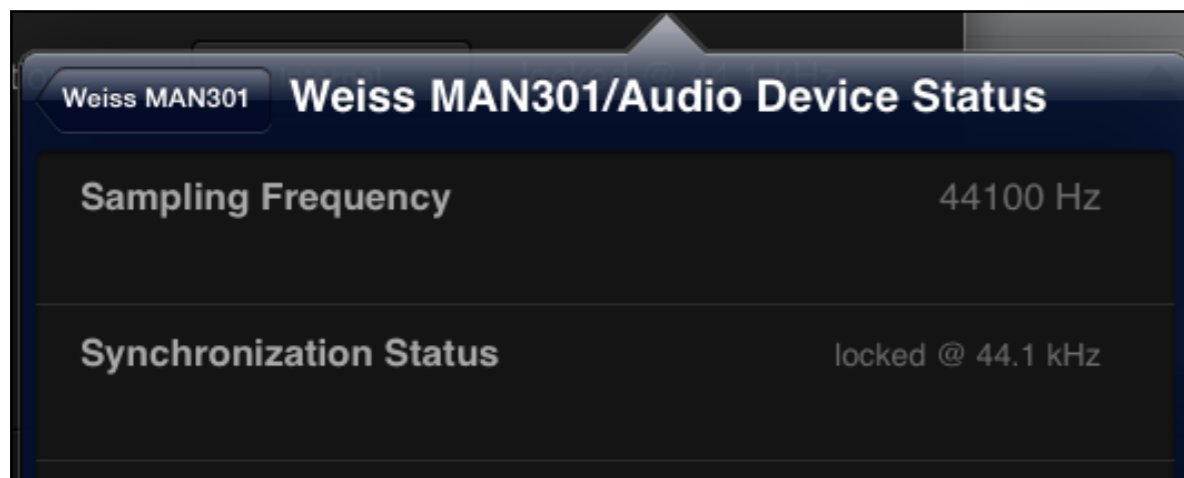 Weiss MAN301
Weiss MAN301/Audio Device Status
Sampling Frequency
44100 Hz
Synchronization Status
locked @ 44.1 kHz